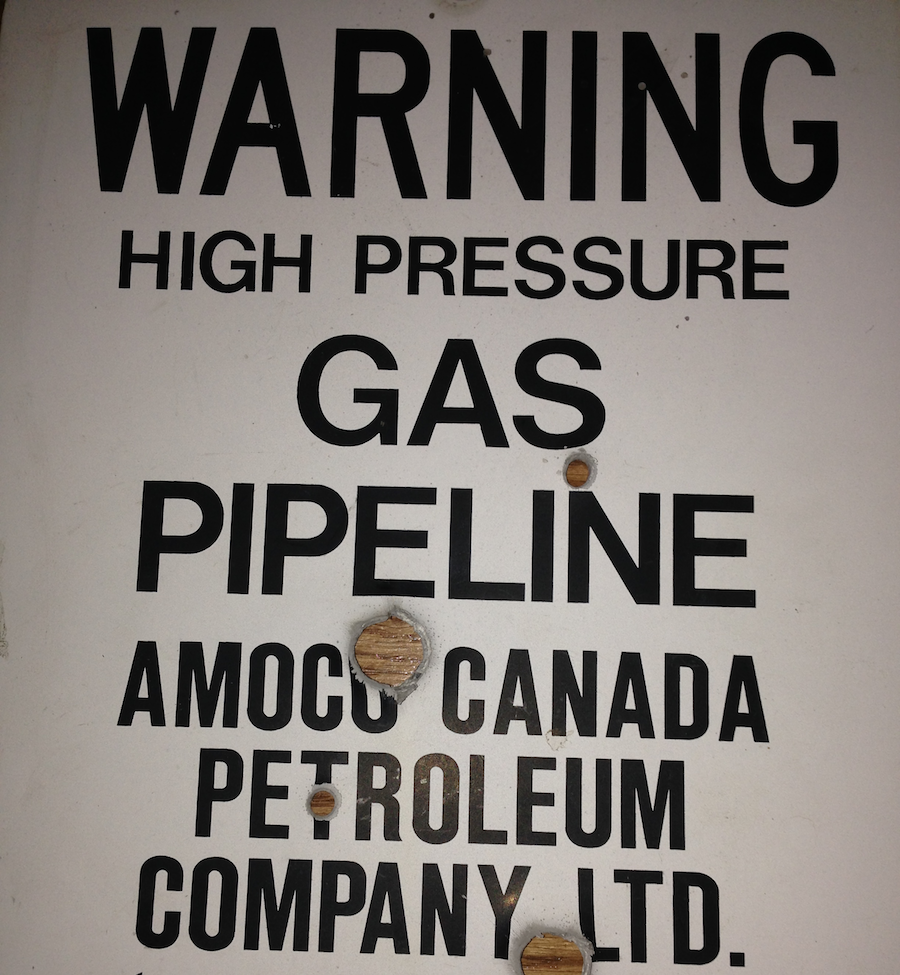 WARNING
HIGH PRESSURE
GAS
PIPELINE
AMOCO CANADA
PETROLEUM
COMPANY LTD.